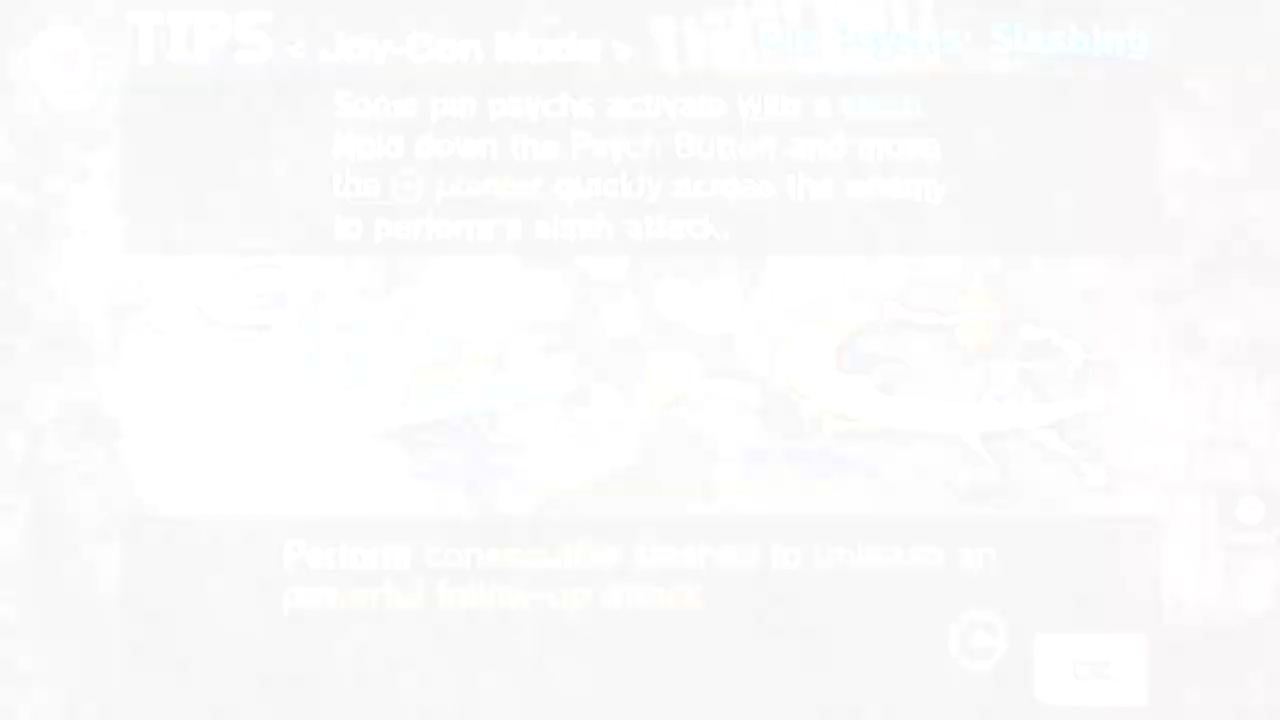 TIPS < Joy-Con Mode > Pin Psychs: Slashing
Some pin psychs activate with a slash.
Hold down the Psych Button and move
the pointer quickly across the enemy
to perform a slash attack.
Perform consecutive slashes to unleash an
powerful follow-up attack